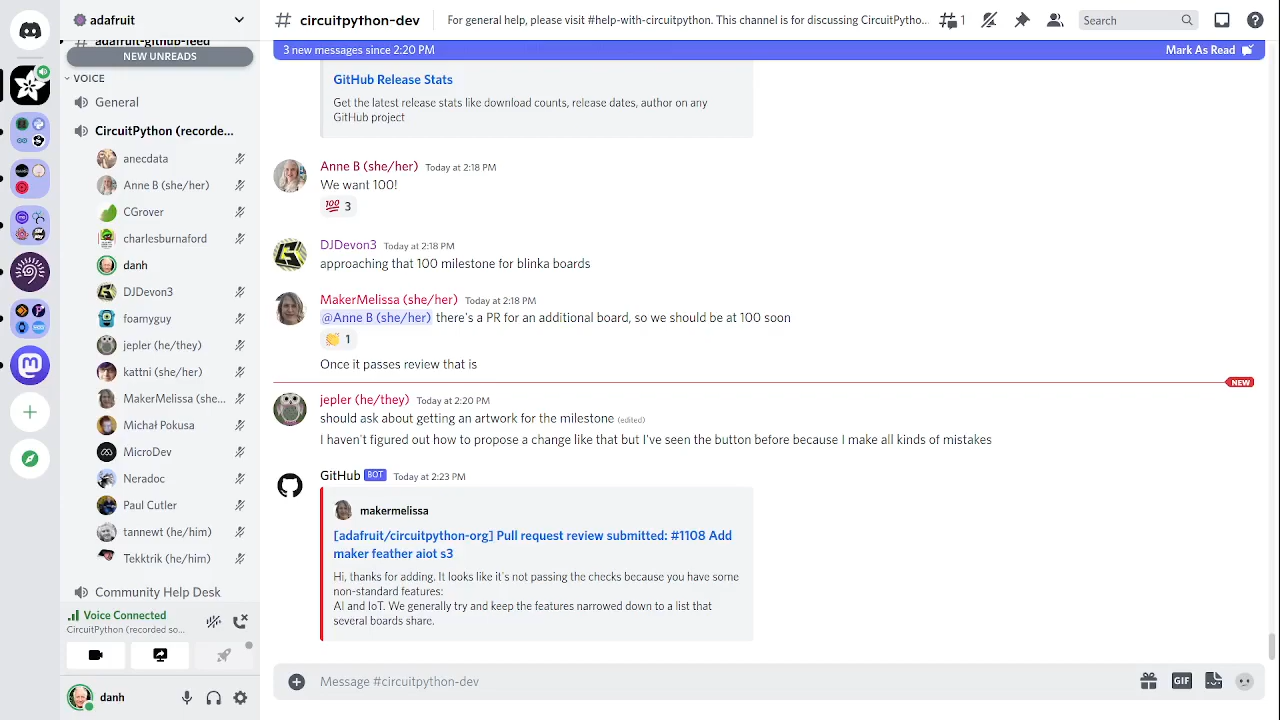 adafruit
# circuitpython-dev
For general help, please visit #help-with-circuitpython. This channel is for discussing CircuitPytho...
1
Search
adafruit-github-feed
NEW UNREADS
3 new messages since 2:20 PM
Mark As Read
VOICE
General
CircuitPython (recorde...
anecdata
Anne B (she/her)
CGrover
charlesburnaford
danh
DJDevon3
foamyguy
jepler (he/they)
kattni (she/her)
MakerMelissa (she...
Michał Pokusa
MicroDev
Neradoc
Paul Cutler
tannewt (he/him)
Tekktrik (he/him)
Community Help Desk
Voice Connected
CircuitPython (recorded so...
danh
GitHub Release Stats
Get the latest release stats like download counts, release dates, author on any
GitHub project
Anne B (she/her) Today at 2:18 PM
We want 100!
100 3
DJDevon3 Today at 2:18 PM
approaching that 100 milestone for blinka boards
MakerMelissa (she/her) Today at 2:18 PM
@Anne B (she/her) there's a PR for an additional board, so we should be at 100 soon
1
Once it passes review that is
NEW
jepler (he/they) Today at 2:20 PM
should ask about getting an artwork for the milestone (edited)
I haven't figured out how to propose a change like that but I've seen the button before because I make all kinds of mistakes
GitHub BOT Today at 2:23 PM
makermelissa
[adafruit/circuitpython-org] Pull request review submitted: #1108 Add
maker feather aiot s3
Hi, thanks for adding. It looks like it's not passing the checks because you have some
non-standard features:
AI and IoT. We generally try and keep the features narrowed down to a list that
several boards share.
Message #circuitpython-dev
GIF